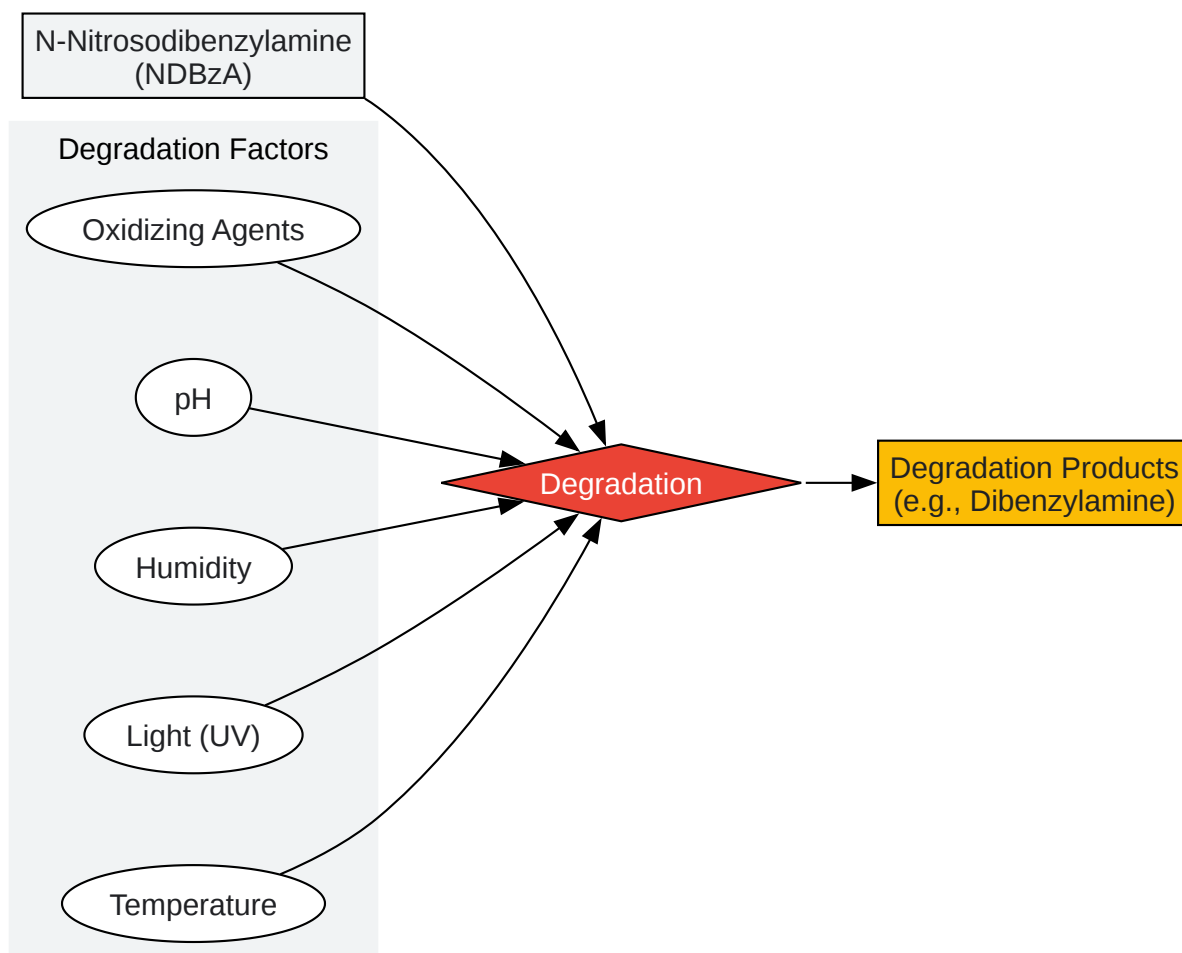 N-Nitrosodibenzylamine
(NDBzA)
Degradation Factors
Oxidizing Agents
pH
Humidity
Light (UV)
Temperature
Degradation
Degradation Products
(e.g., Dibenzylamine)